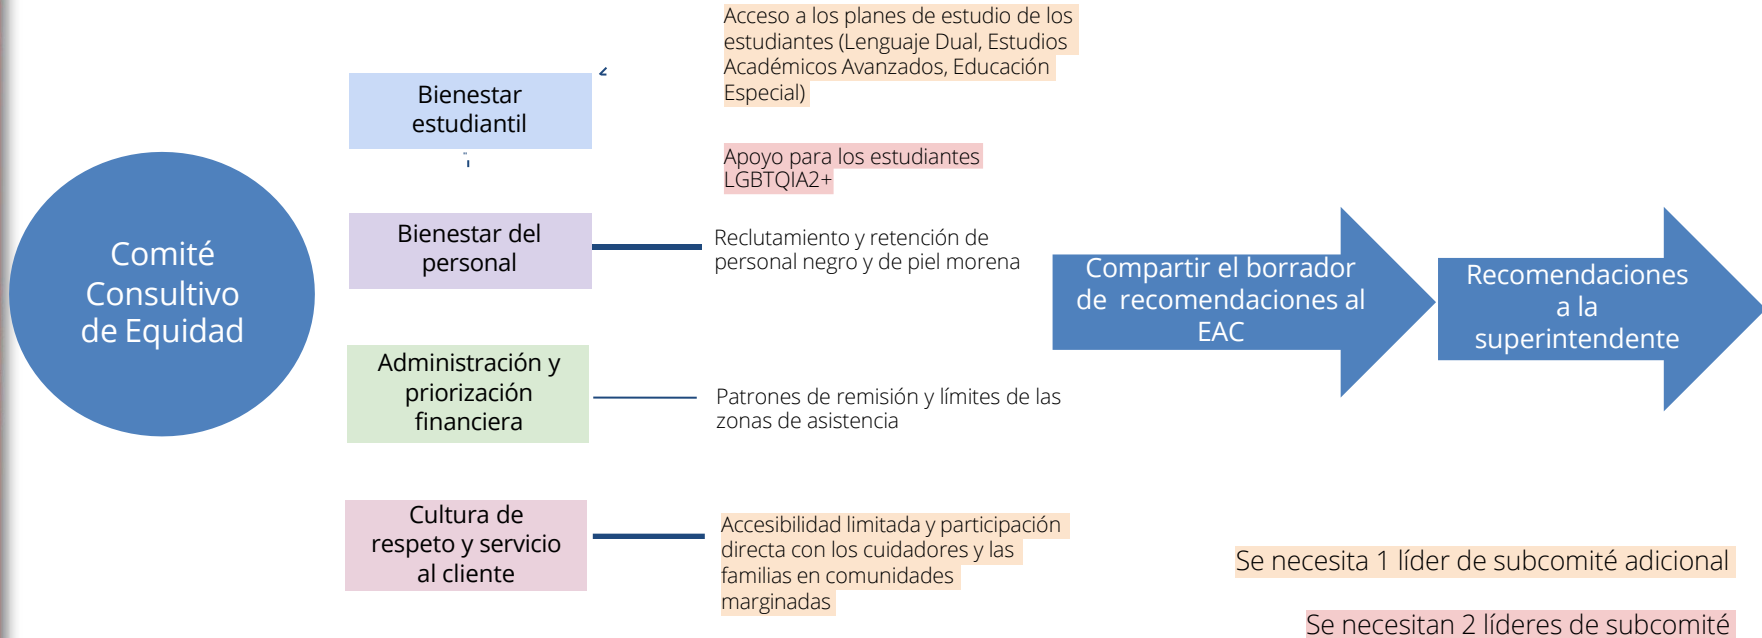 Comité
Consultivo
de Equidad
Bienestar
estudiantil
Acceso a los planes de estudio de los
estudiantes (Lenguaje Dual, Estudios
Académicos Avanzados, Educación
Especial)
Apoyo para los estudiantes
LGBTQIA2+
Bienestar del
personal
Reclutamiento y retención de
personal negro y de piel morena
Administración y
priorización
financiera
Patrones de remisión y límites de las
zonas de asistencia
Cultura de
respeto y servicio
al cliente
Accesibilidad limitada y participación
directa con los cuidadores y las
familias en comunidades
marginadas
Compartir el borrador
de recomendaciones al
EAC
Recomendaciones
a la
superintendente
Se necesita 1 líder de subcomité adicional
Se necesitan 2 líderes de subcomité